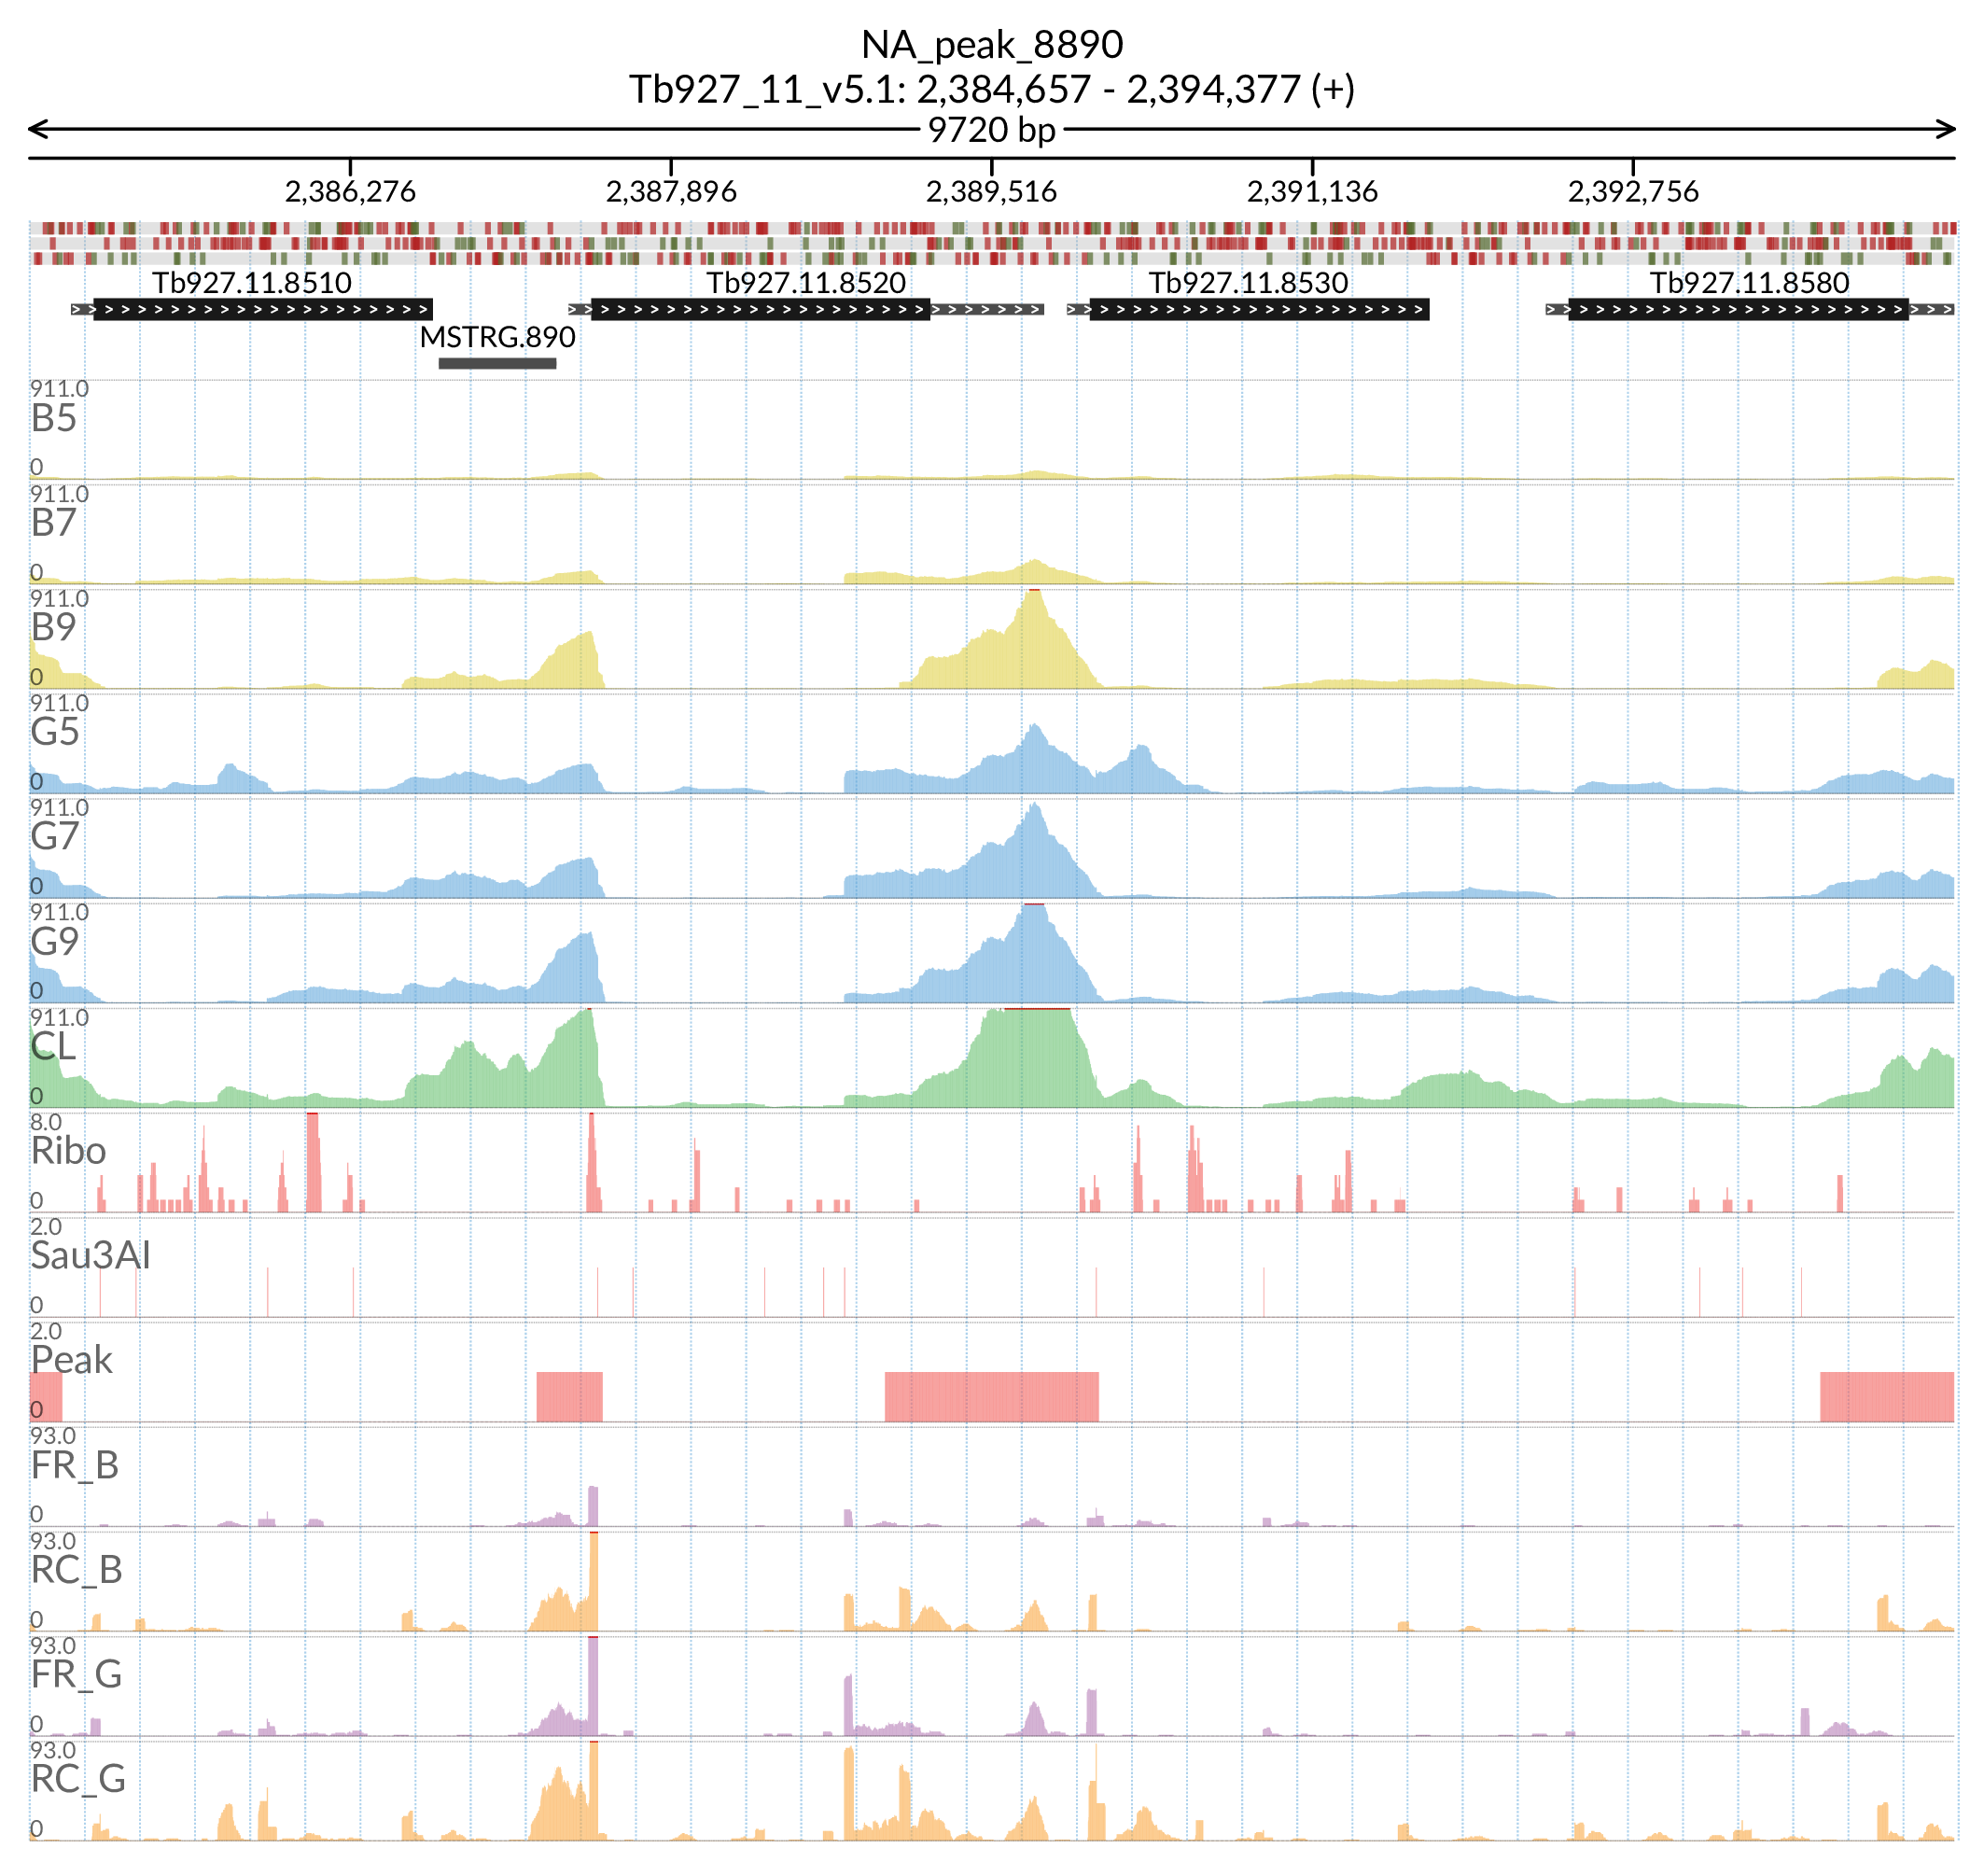 NA_peak_8890
Tb927_11_v5.1: 2,384,657 - 2,394,377 (+)
9720 bp
2,386,276 2,387,896 2,389,516 2,391,136 2,392,756
Tb927.11.8510 Tb927.11.8520 Tb927.11.8530 Tb927.11.8580
MSTRG.890
911.0
B5
0
911.0
B7
0
911.0
B9
0
911.0
G5
0
911.0
G7
0
911.0
G9
0
911.0
CL
0
8.0
Ribo
0
2.0
Sau3AI
0
2.0
Peak
0
93.0
FR_B
0
93.0
RC_B
0
93.0
FR_G
0
93.0
RC_G
0